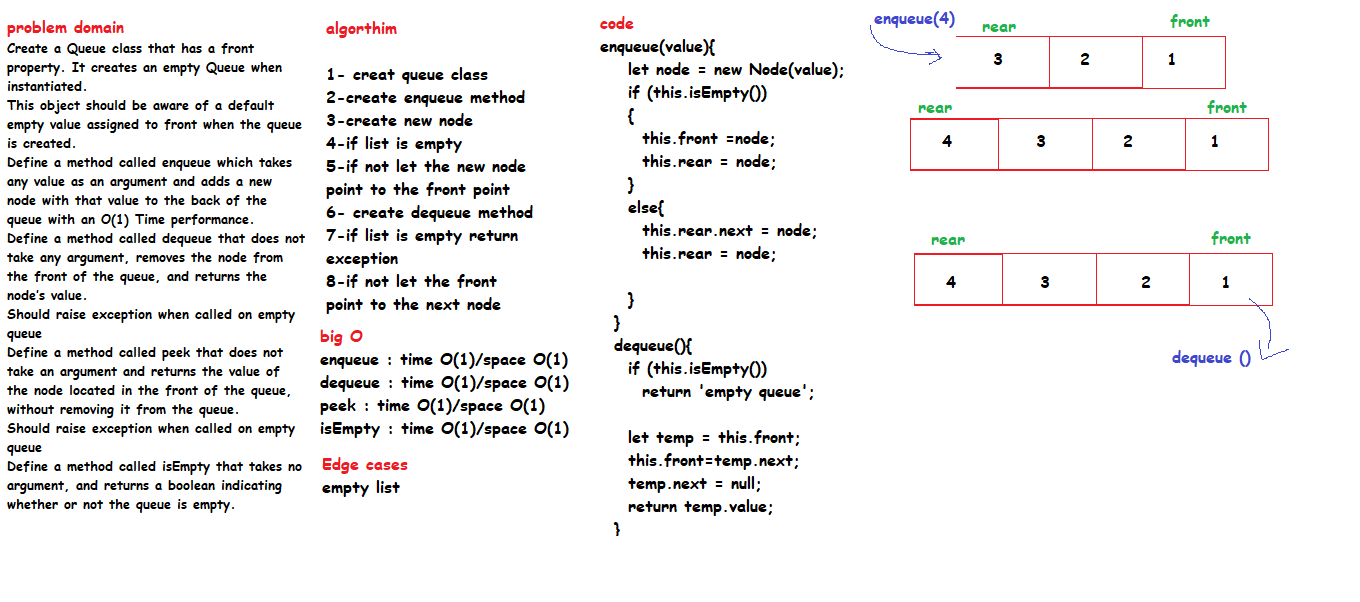 problem domain
Create a Queue class that has a front
property. It creates an empty Queue when
instantiated.
This object should be aware of a default
empty value assigned to front when the queue
is created.
Define a method called enqueue which takes
any value as an argument and adds a new
node with that value to the back of the
queue with an O(1) Time performance.
Define a method called dequeue that does not
take any argument, removes the node from
the front of the queue, and returns the
node's value.
Should raise exception when called on empty
queue
Define a method called peek that does not
take an argument and returns the value of
the node located in the front of the queue,
without removing it from the queue.
Should raise exception when called on empty
queue
Define a method called isEmpty that takes no
argument, and returns a boolean indicating
whether or not the queue is empty.
algorthim
1- creat queue class
2-create enqueue method
3-create new node
4-if list is empty
5-if not let the new node
point to the front point
6- create dequeue method
7-if list is empty return
exception
8-if not let the front
point to the next node
big O
enqueue : time O(1)/space O(1)
dequeue : time O(1)/space O(1)
peek : time O(1)/space O(1)
isEmpty : time O(1)/space O(1)
Edge cases
empty list
code
enqueue(value){
let node = new Node(value);
if (this.isEmpty())
{
this.front =node;
this.rear = node;
}
else{
this.rear.next = node;
this.rear = node;
}
}
dequeue(){
if (this.isEmpty())
return 'empty queue';
let temp = this.front;
this.front=temp.next;
temp.next = null;
return temp.value;
}
enqueue(4)
rear front
3 2 1
rear front
4 3 2 1
rear front
4 3 2 1
dequeue ()